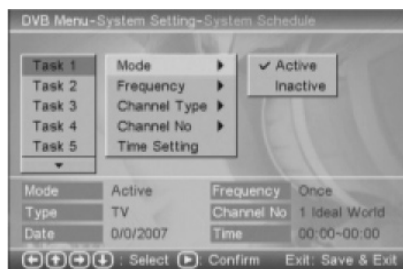 DVB Menu-System Setting-System Schedule
Task 1 Mode Active
Task 2 Frequency Inactive
Task 3 Channel Type
Task 4 Channel No
Task 5 Time Setting
Mode Active Frequency Once
Type TV Channel No 1 Ideal World
Date 0/0/2007 Time 00:00~00:00
: Select : Confirm Exit: Save & Exit